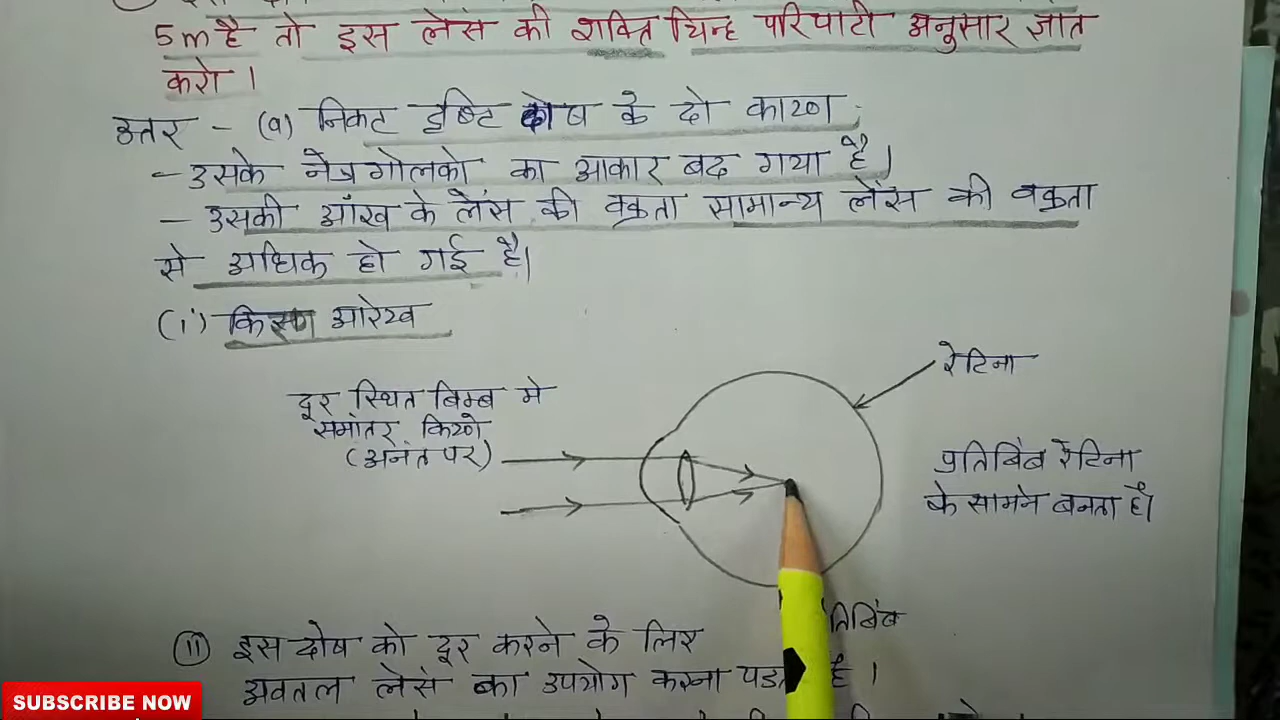 5m है तो इस लेंस की शक्ति चिन्ह परिपाटी अनुसार ज्ञात
करो ।
उत्तर - (a) निकट दृष्टि दोष के दो कारण
- उसके नेत्रगोलको का आकार बढ गया है।
- उसकी आँख के लैंस की वक्रता सामान्य लेंस की वक्रता
से अधिक हो गई है।
(i) किरण आरेख
रेटिना
दूर स्थित बिम्ब मे
समांतर किरणे
(अनंत पर)
प्रतिबिंब रेटिना
के सामने बनता है।
तिबिंब
(ii) इस दोष को दूर करने के लिए
अवतल लेंस का उपयोग करना पडता है ।
SUBSCRIBE NOW